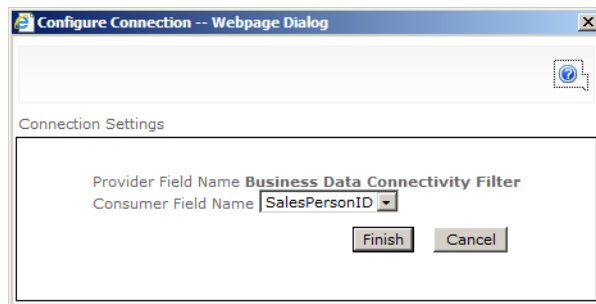 Configure Connection -- Webpage Dialog
Connection Settings
Provider Field Name Business Data Connectivity Filter
Consumer Field Name SalesPersonID
Finish Cancel